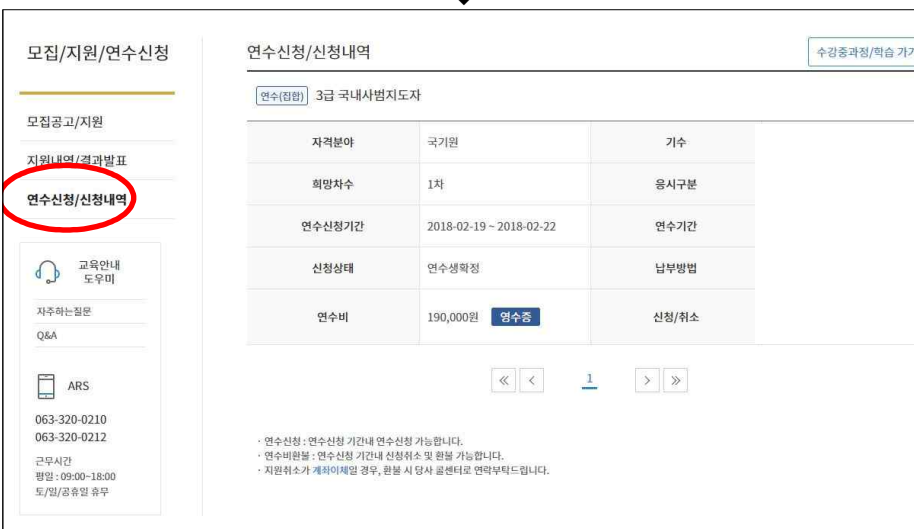 모집/지원/연수신청
모집공고/지원
지원내역/결과발표
연수신청/신청내역
교육안내
도우미
자주하는질문
Q&A
ARS
063-320-0210
063-320-0212
근무시간
평일 : 09:00~18:00
토/일/공휴일 휴무
연수신청/신청내역
수강중과정/학습 가기
연수(집합) 3급 국내사범지도자
자격분야 국기원 기수
희망차수 1차 응시구분
연수신청기간 2018-02-19 ~ 2018-02-22 연수기간
신청상태 연수생확정 납부방법
연수비 190,000원 영수증 신청/취소
« < 1 > »
· 연수신청 : 연수신청 기간내 연수신청 가능합니다.
· 연수비환불 : 연수신청 기간내 신청취소 및 환불 가능합니다.
· 지원취소가 계좌이체일 경우, 환불 시 당사 콜센터로 연락부탁드립니다.